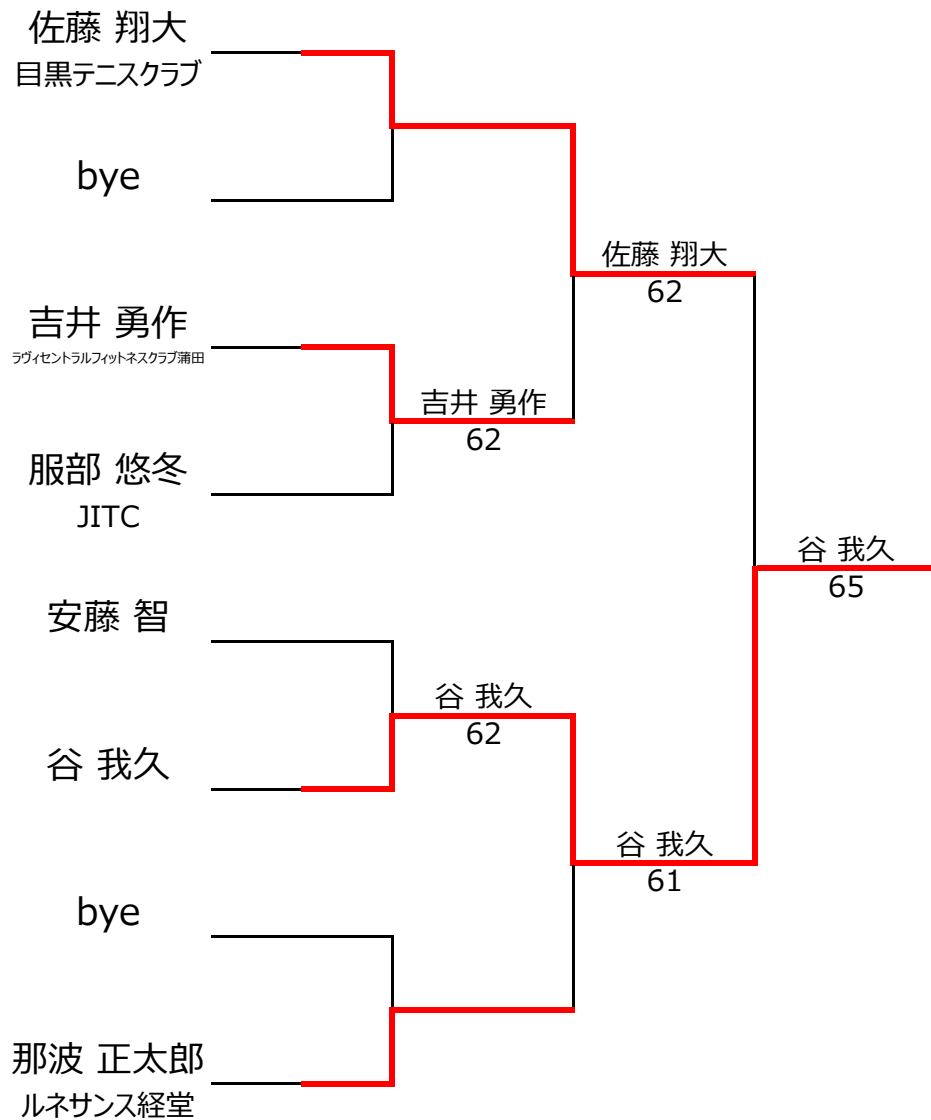 佐藤 翔大
目黒テニスクラブ
bye
佐藤 翔大
62
吉井 勇作
ラヴィセントラルフィットネスクラブ蒲田
吉井 勇作
62
服部 悠冬
JITC
谷 我久
65
安藤 智
谷 我久
62
谷 我久
谷 我久
61
bye
那波 正太郎
ルネサンス経堂